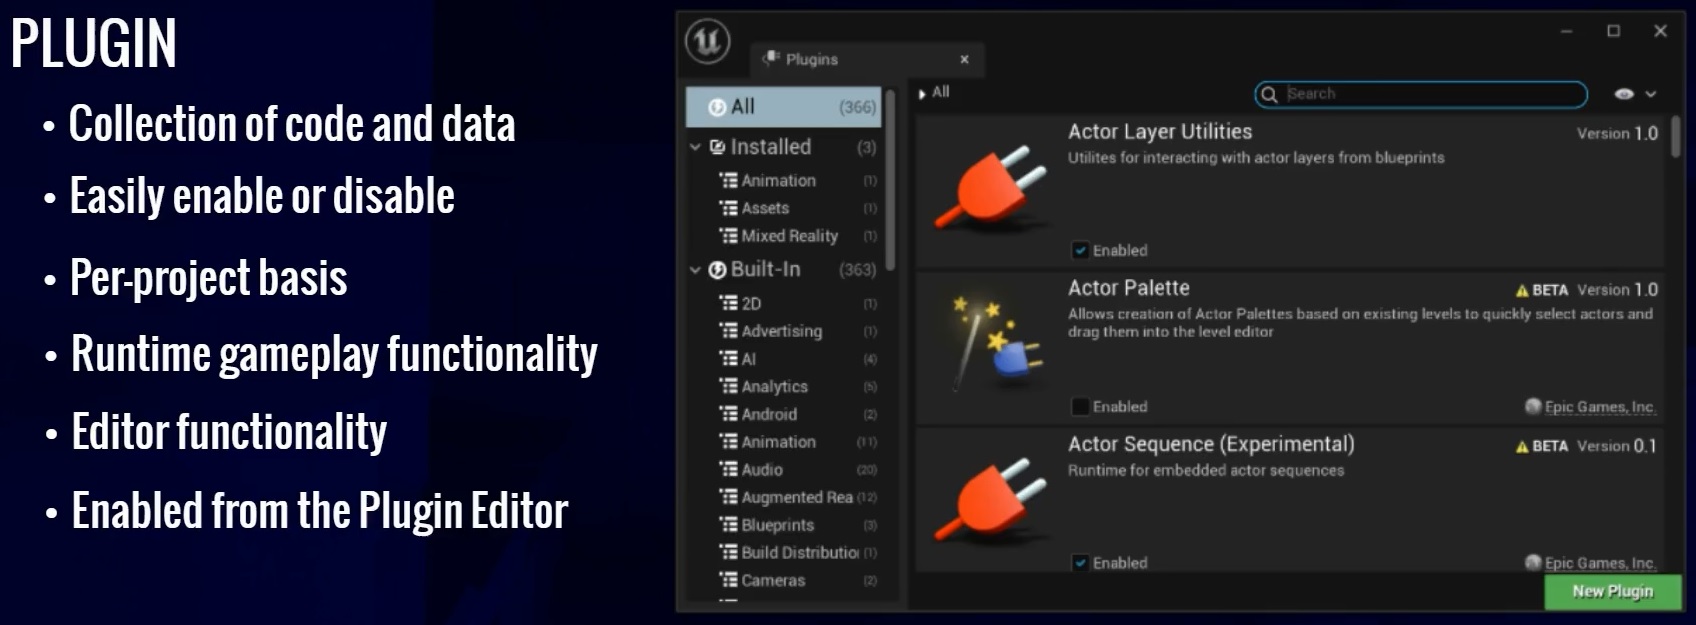 PLUGIN
• Collection of code and data
• Easily enable or disable
• Per-project basis
• Runtime gameplay functionality
• Editor functionality
• Enabled from the Plugin Editor
Plugins
All (366)
Installed (3)
Animation (1)
Assets (1)
Mixed Reality (1)
Built-In (363)
2D (1)
Advertising (1)
AI (4)
Analytics (5)
Android (2)
Animation (11)
Audio (20)
Augmented Rea (12)
Blueprints (3)
Build Distributio (1)
Cameras (2)
All
Search
Actor Layer Utilities Version 1.0
Utilites for interacting with actor layers from blueprints
Enabled
Actor Palette BETA Version 1.0
Allows creation of Actor Palettes based on existing levels to quickly select actors and
drag them into the level editor
Enabled Epic Games, Inc.
Actor Sequence (Experimental) BETA Version 0.1
Runtime for embedded actor sequences
Enabled Epic Games, Inc.
New Plugin